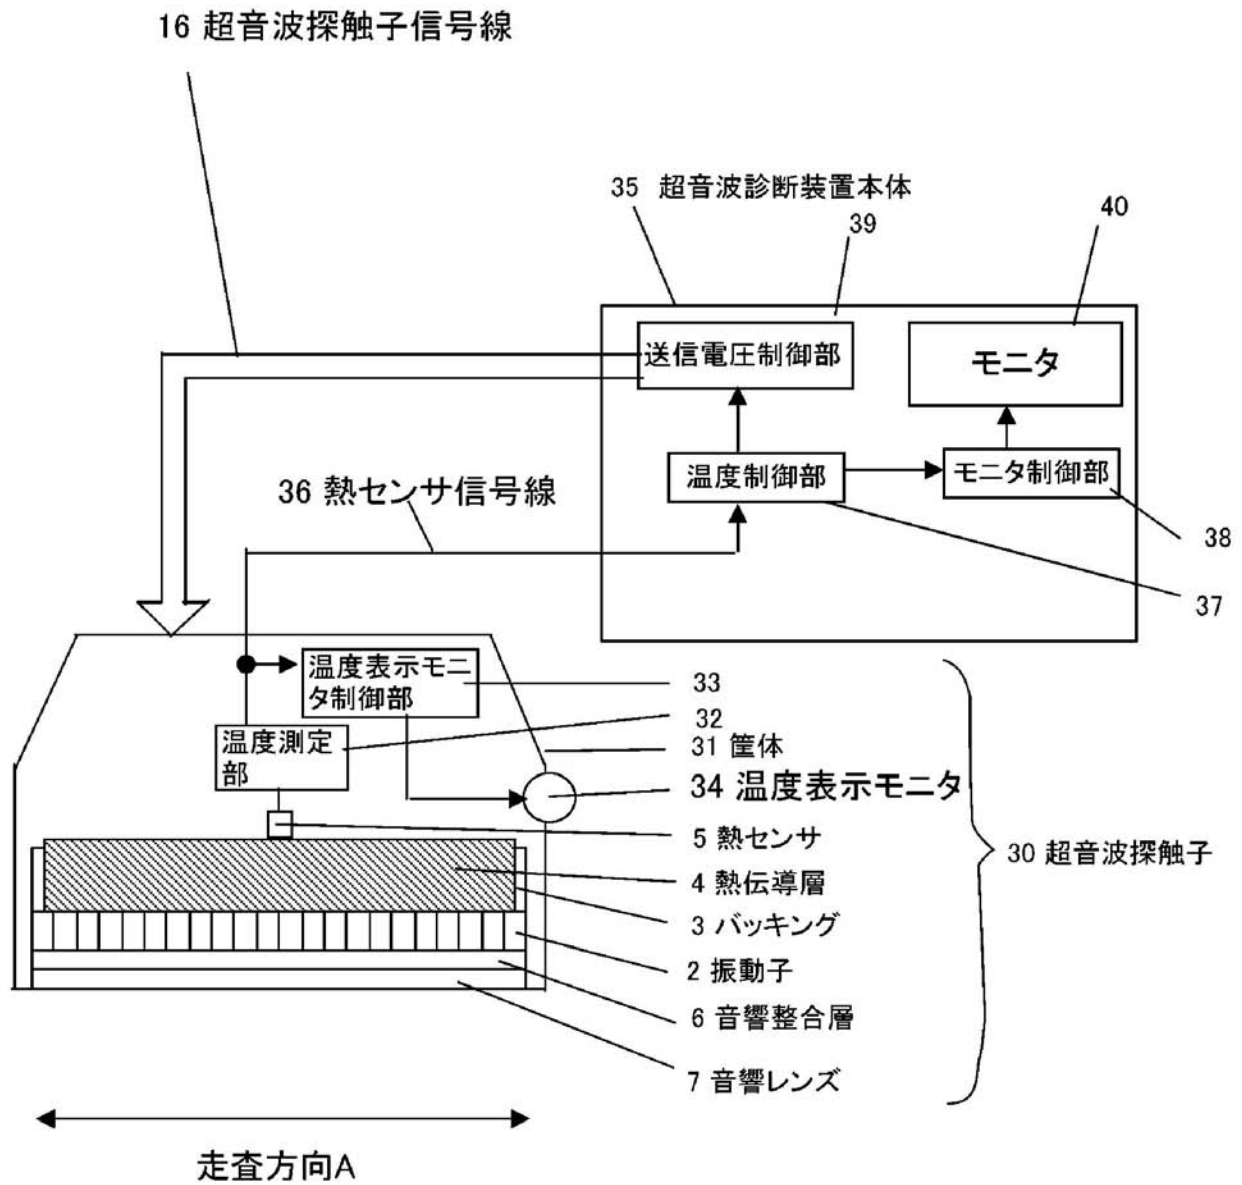 16 超音波探触子信号線
35 超音波診断装置本体
39
40
送信電圧制御部
モニタ
36 熱センサ信号線
温度制御部
モニタ制御部
38
37
温度表示モニ
タ制御部
33
32
温度測定
部
31 筐体
34 温度表示モニタ
5 熱センサ
30 超音波探触子
4 熱伝導層
3 バッキング
2 振動子
6 音響整合層
7 音響レンズ
走査方向A